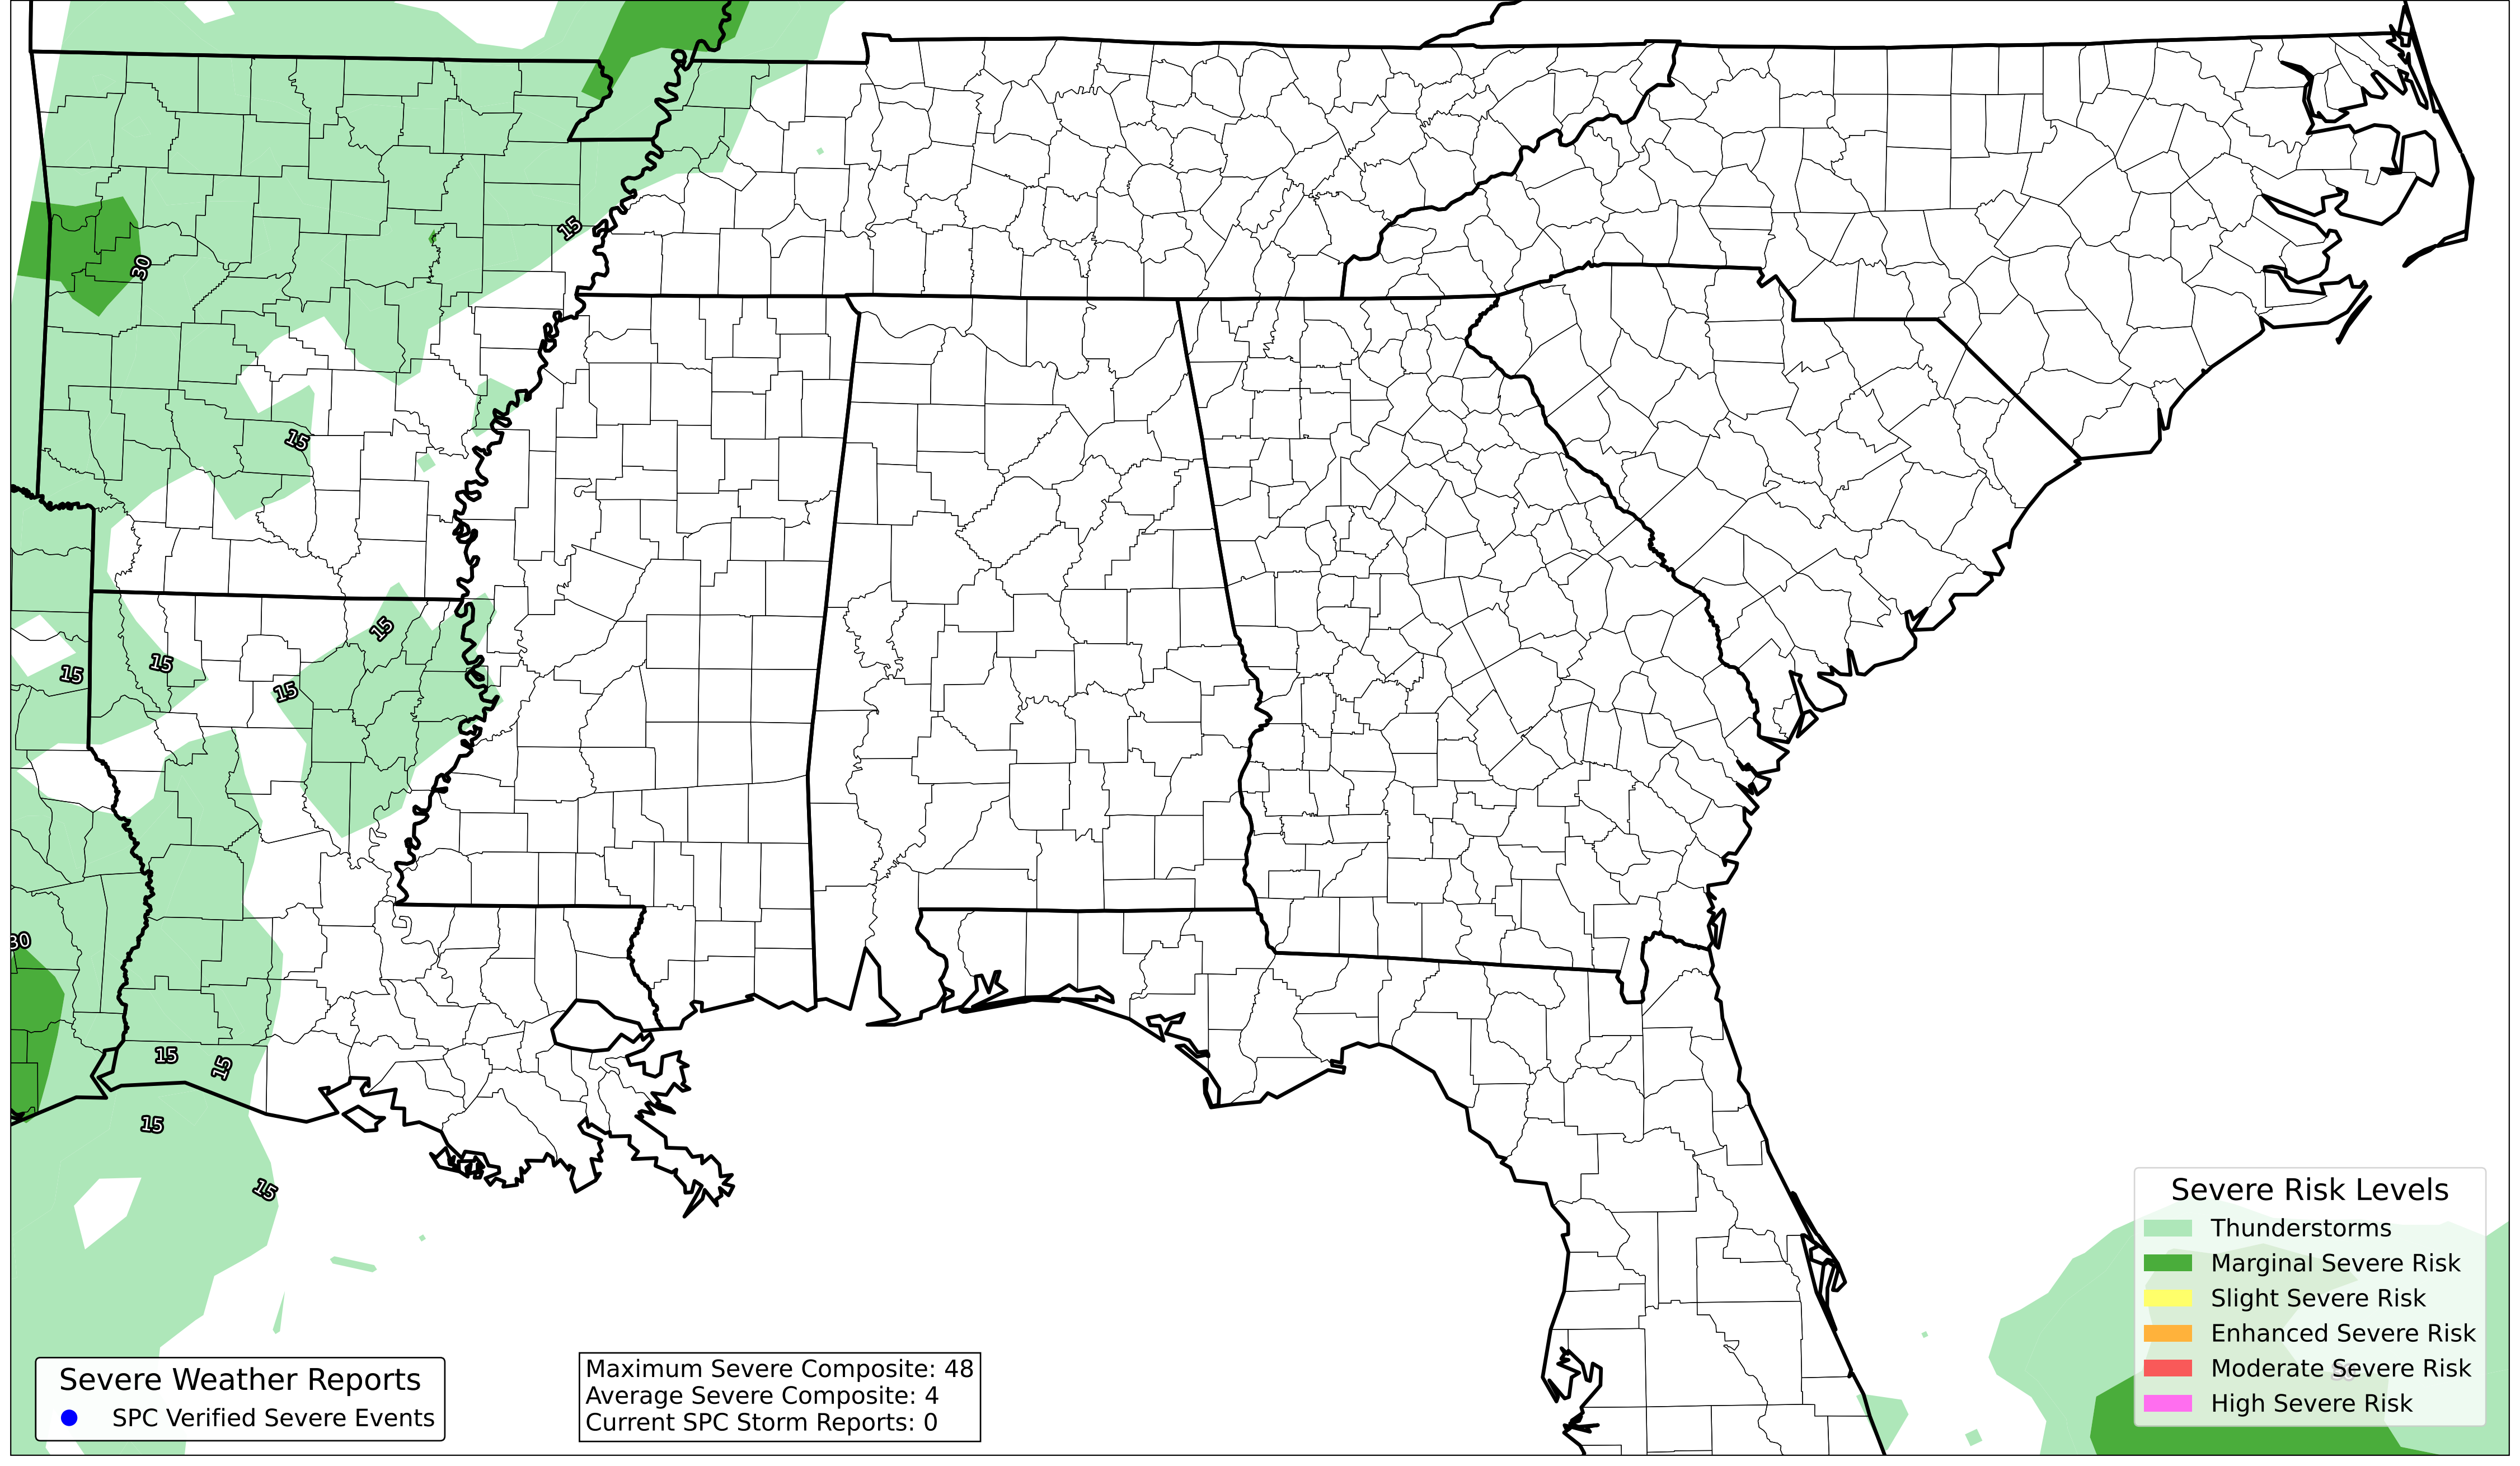 15
30
15
15
15
15
15
30
15
15
15
15
Severe Risk Levels
Thunderstorms
Marginal Severe Risk
Slight Severe Risk
Enhanced Severe Risk
Moderate Severe Risk
High Severe Risk
Severe Weather Reports
SPC Verified Severe Events
Maximum Severe Composite: 48
Average Severe Composite: 4
Current SPC Storm Reports: 0